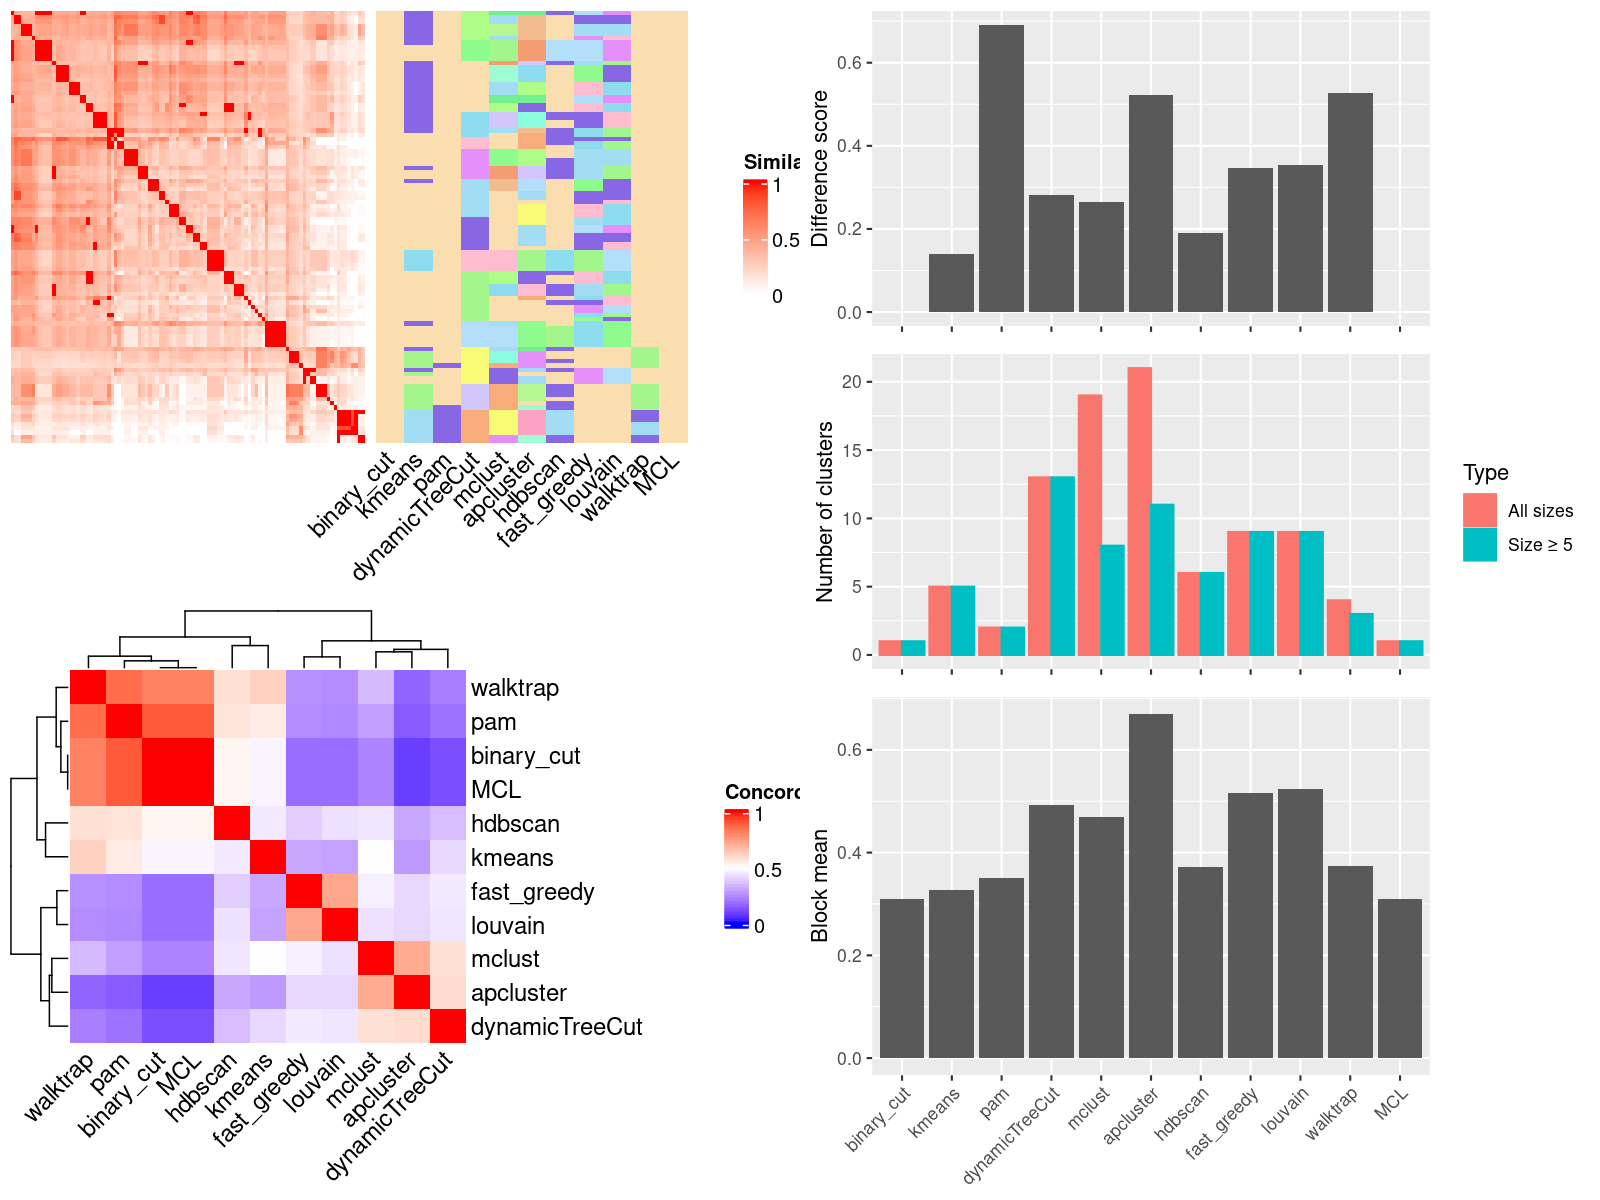 Simila
1
0.5
0
binary_cut
kmeans
pam
dynamicTreeCut
mclust
apcluster
hdbscan
fast_greedy
louvain
walktrap
MCL
walktrap
pam
binary_cut
MCL
hdbscan
kmeans
fast_greedy
louvain
mclust
apcluster
dynamicTreeCut
walktrap
pam
binary_cut
MCL
hdbscan
kmeans
fast_greedy
louvain
mclust
apcluster
dynamicTreeCut
Concord
1
0.5
0
Difference score
0.6
0.4
0.2
0.0
Number of clusters
20
15
10
5
0
Type
All sizes
Size ≥ 5
Block mean
0.6
0.4
0.2
0.0
binary_cut
kmeans
pam
dynamicTreeCut
mclust
apcluster
hdbscan
fast_greedy
louvain
walktrap
MCL